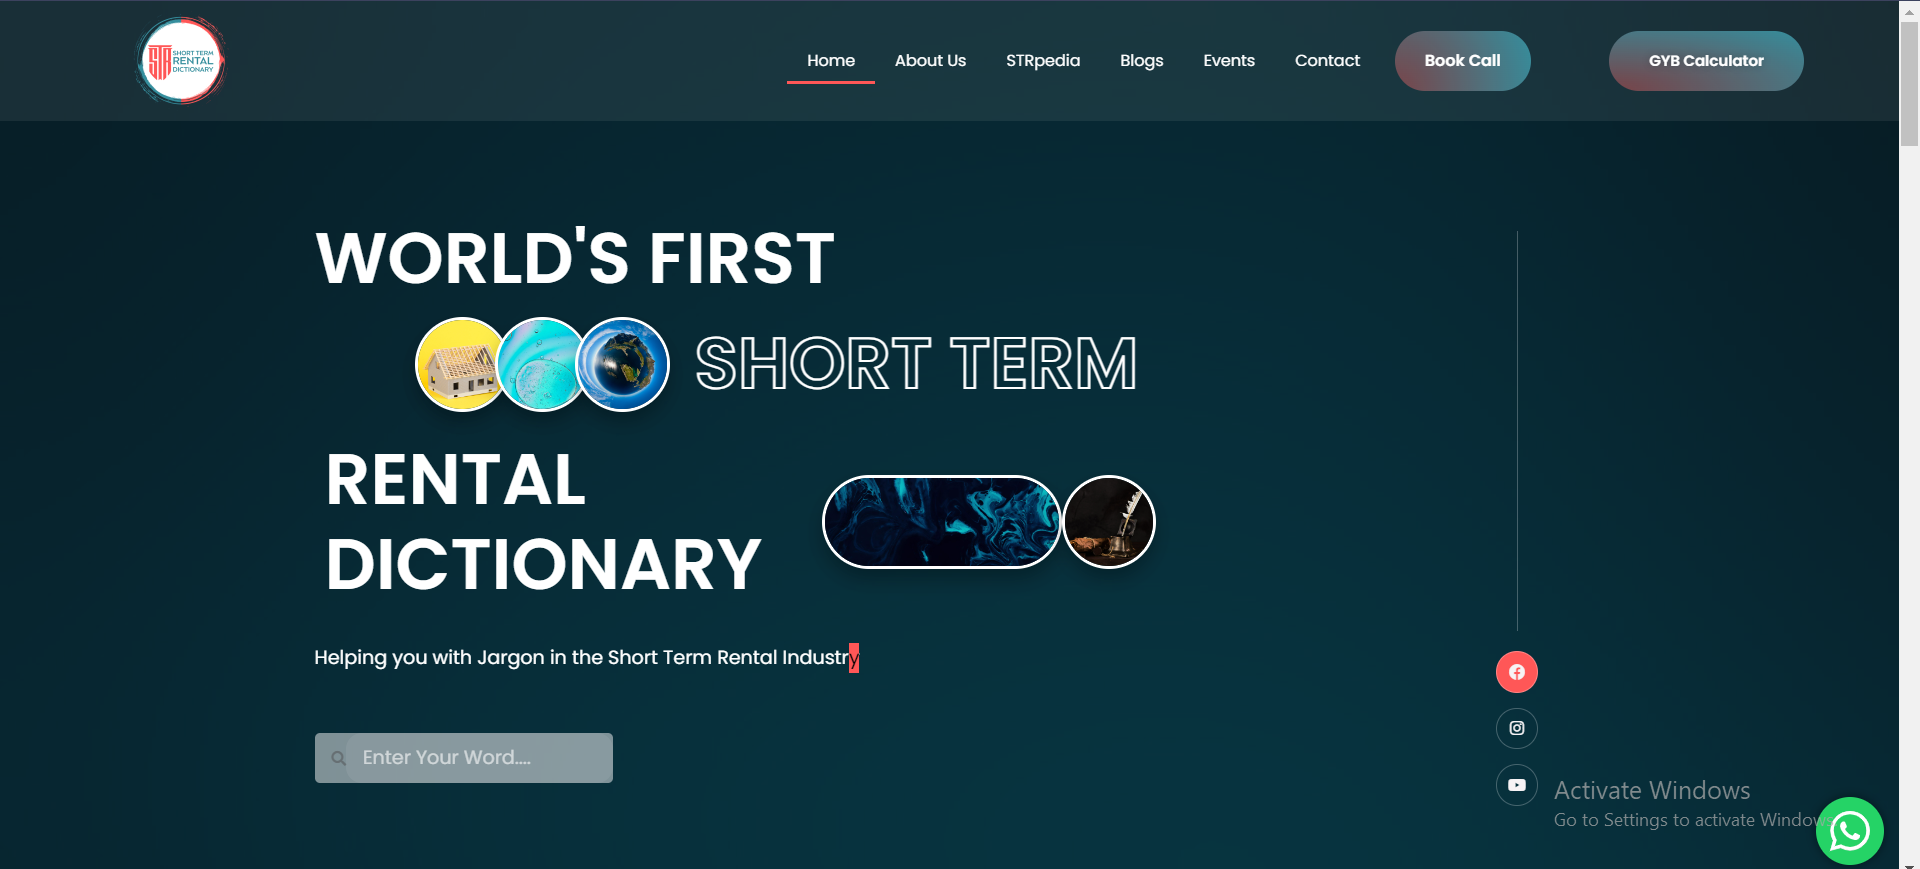 STR SHORT TERM
RENTAL
DICTIONARY
Home About Us STRpedia Blogs Events Contact Book Call GYB Calculator
WORLD'S FIRST
SHORT TERM
RENTAL
DICTIONARY
Helping you with Jargon in the Short Term Rental Industry
Enter Your Word....
Activate Windows
Go to Settings to activate Windows